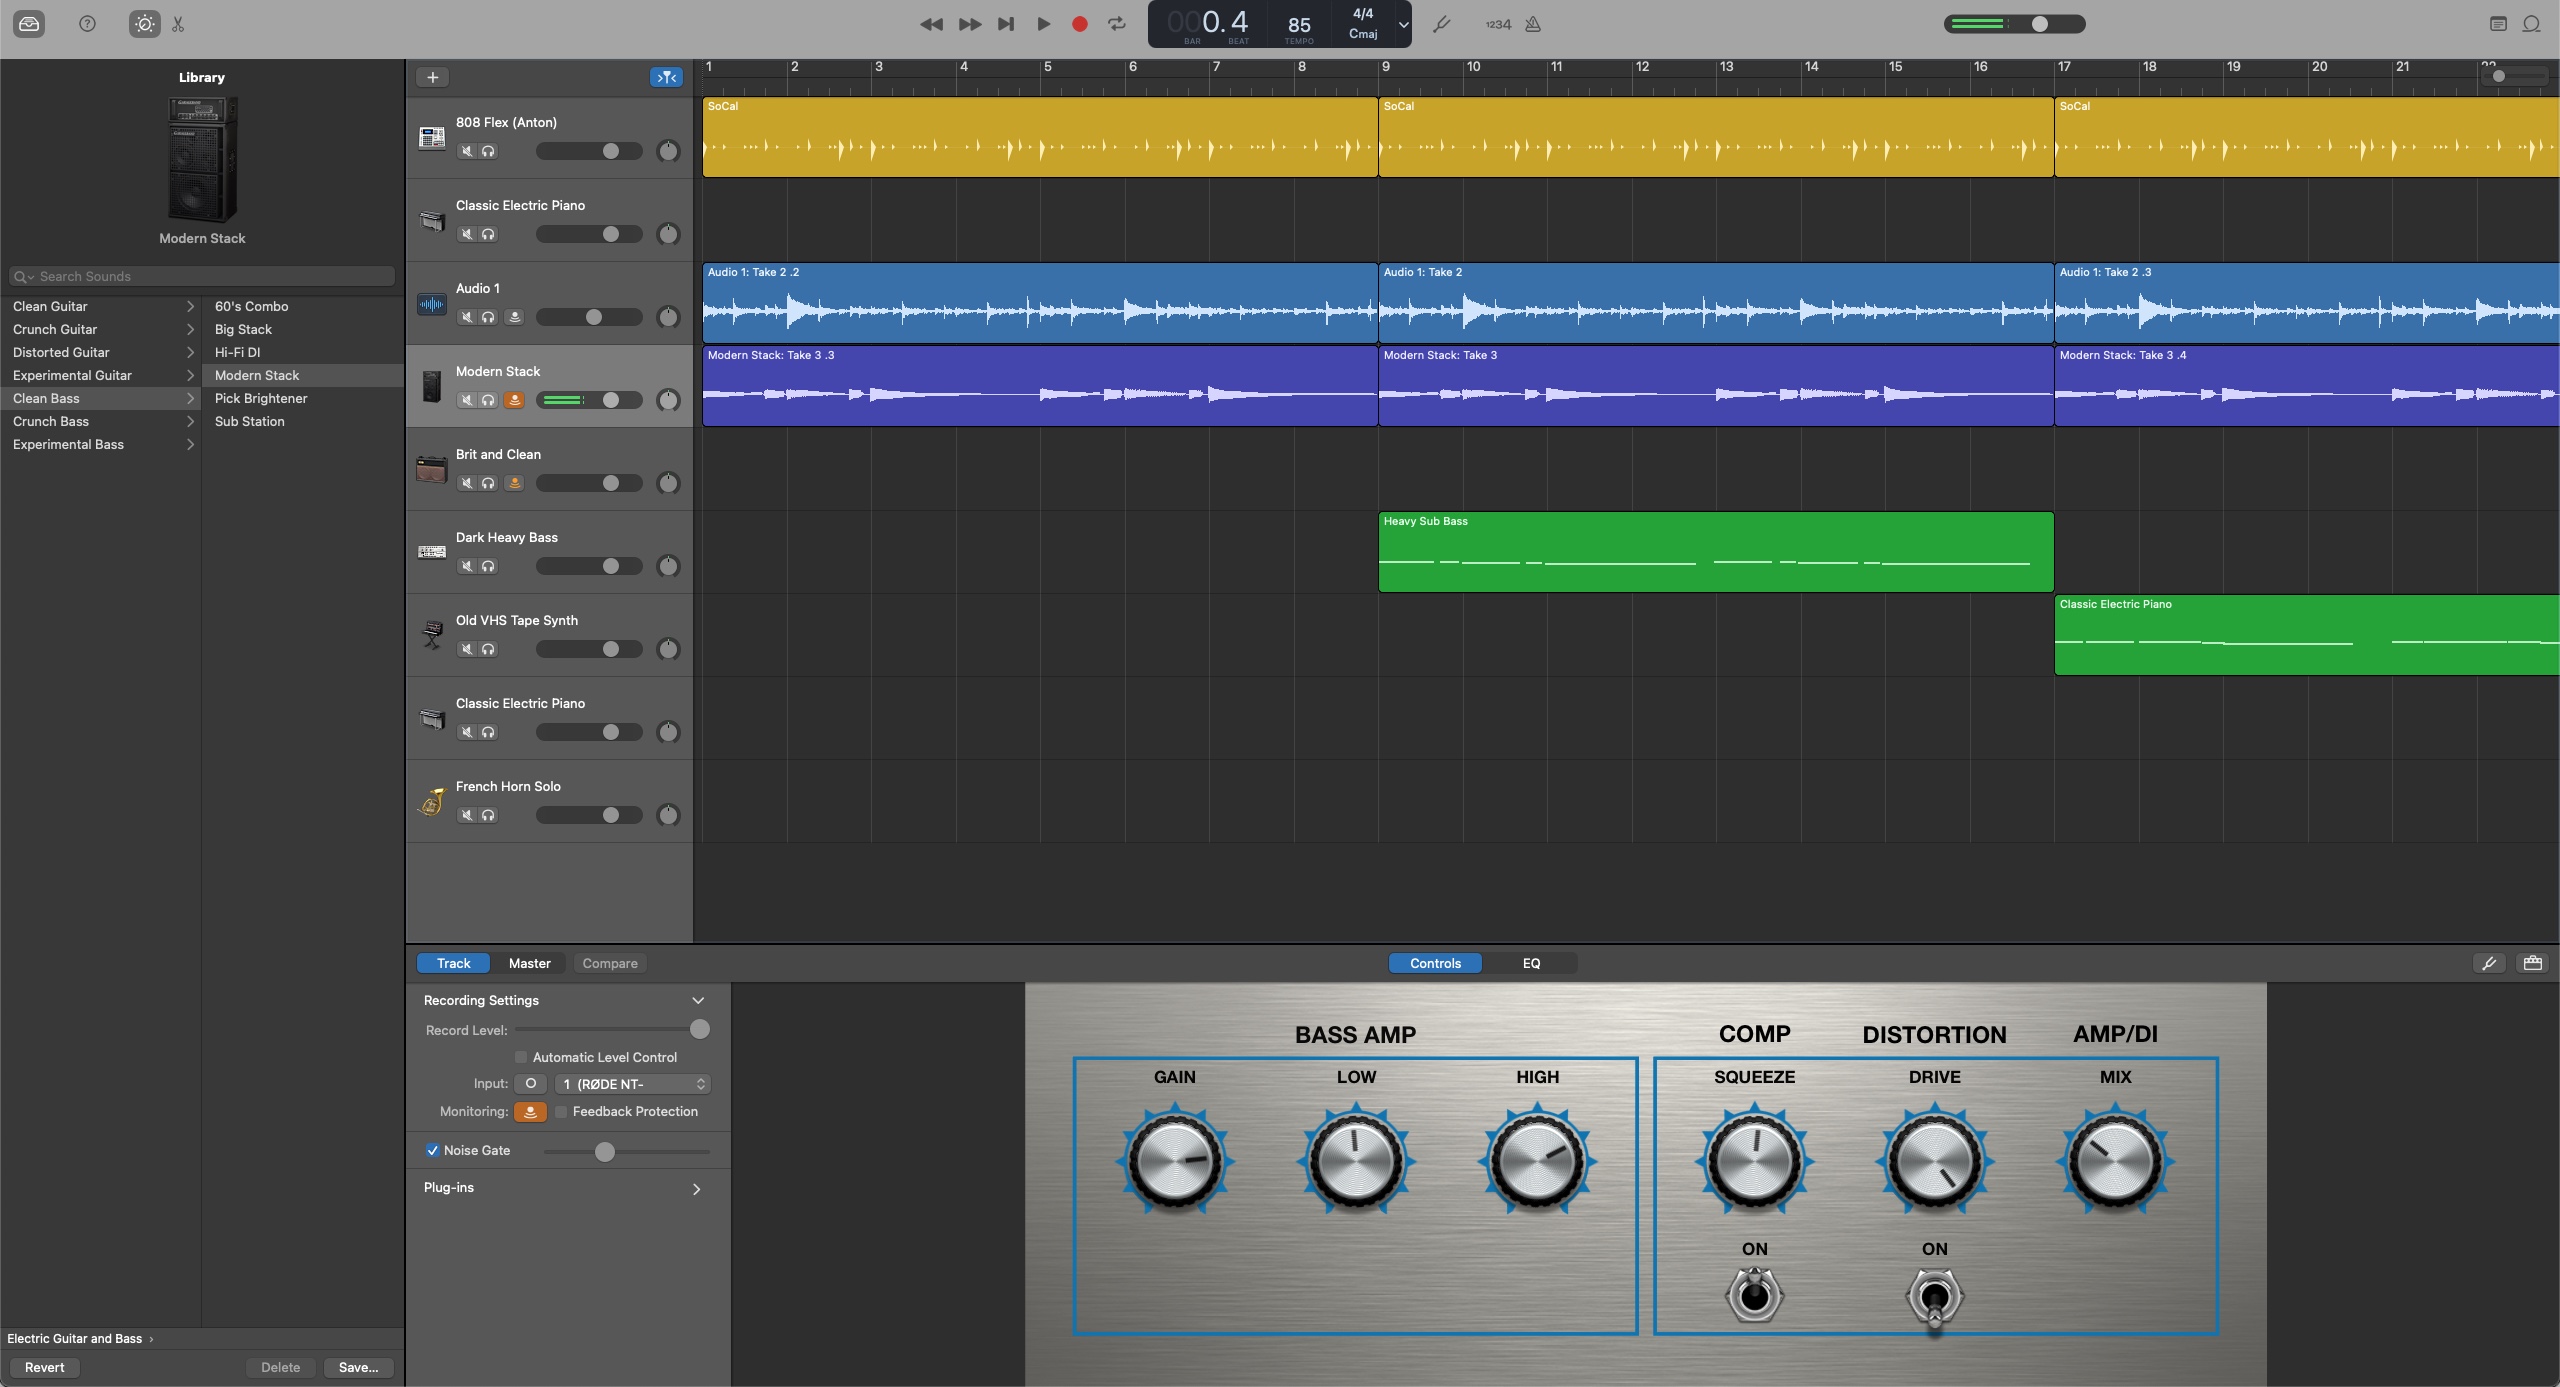 000.4
BAR BEAT
85
TEMPO
4/4
Cmaj
1234
Library
Modern Stack
Search Sounds
Clean Guitar
Crunch Guitar
Distorted Guitar
Experimental Guitar
Clean Bass
Crunch Bass
Experimental Bass
60's Combo
Big Stack
Hi-Fi DI
Modern Stack
Pick Brightener
Sub Station
Electric Guitar and Bass ›
Revert
Delete
Save...
1 2 3 4 5 6 7 8 9 10 11 12 13 14 15 16 17 18 19 20 21 22
808 Flex (Anton)
SoCal
SoCal
SoCal
Classic Electric Piano
Audio 1
Audio 1: Take 2 .2
Audio 1: Take 2
Audio 1: Take 2 .3
Modern Stack
Modern Stack: Take 3 .3
Modern Stack: Take 3
Modern Stack: Take 3 .4
Brit and Clean
Dark Heavy Bass
Heavy Sub Bass
Old VHS Tape Synth
Classic Electric Piano
Classic Electric Piano
French Horn Solo
Track
Master
Compare
Controls
EQ
Recording Settings
Record Level:
Automatic Level Control
Input:
1 (RØDE NT-
Monitoring:
Feedback Protection
Noise Gate
Plug-ins
BASS AMP
GAIN
LOW
HIGH
COMP
DISTORTION
AMP/DI
SQUEEZE
DRIVE
MIX
ON
ON